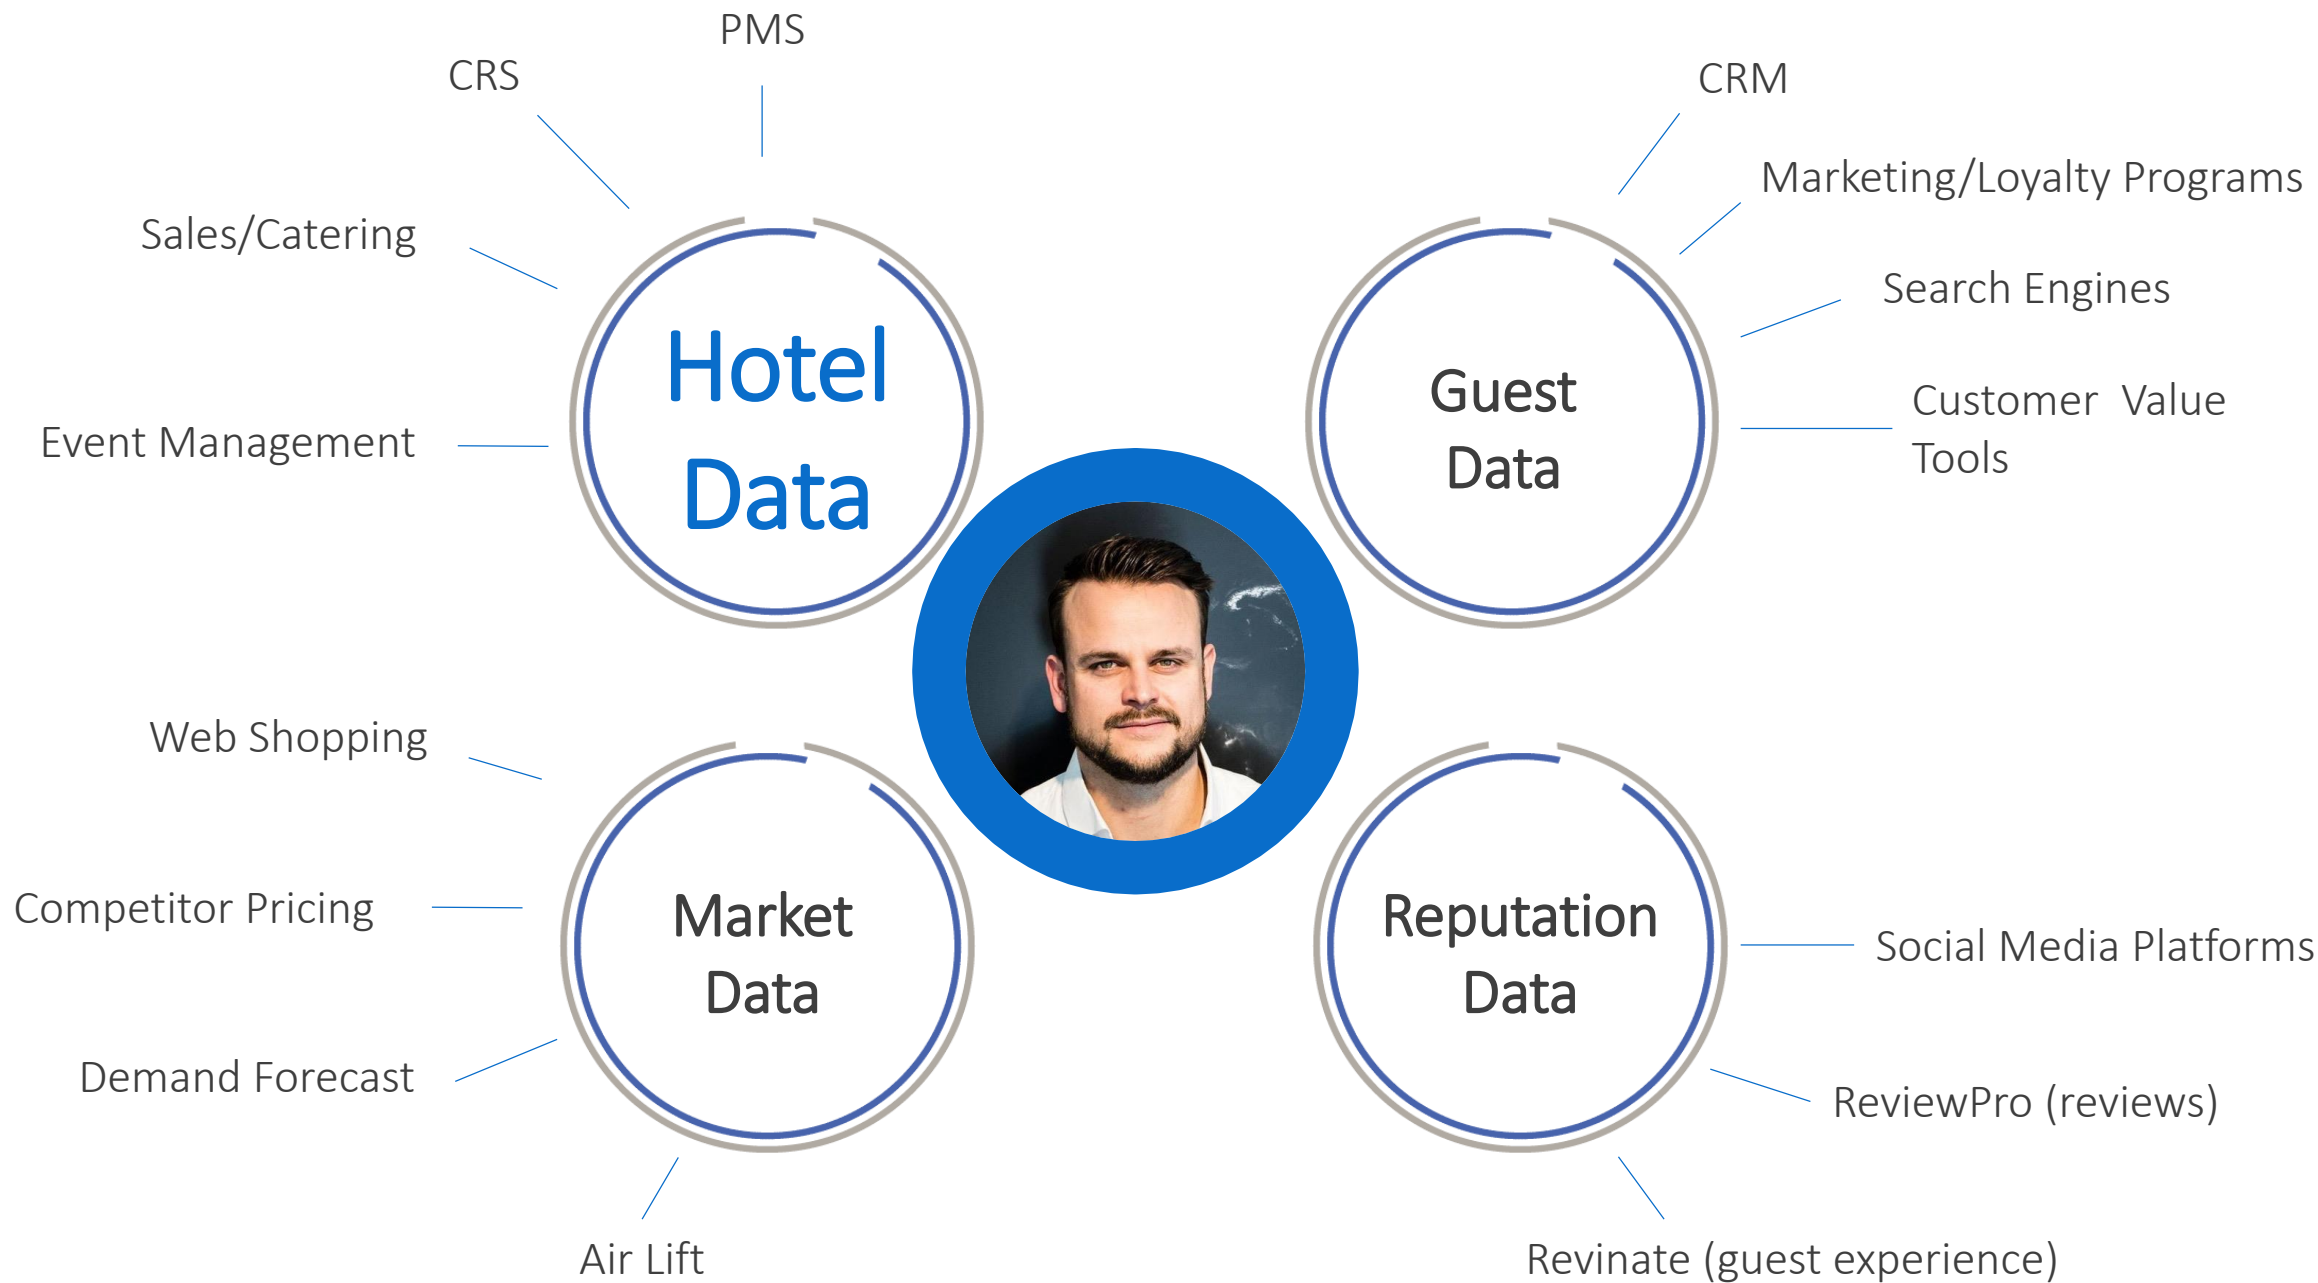 PMS
CRS
Sales/Catering
Event Management
Hotel
Data
CRM
Marketing/Loyalty Programs
Search Engines
Customer  Value
Tools
Guest
Data
Web Shopping
Competitor Pricing
Demand Forecast
Air Lift
Market
Data
Reputation
Data
Social Media Platforms
ReviewPro (reviews)
Revinate (guest experience)